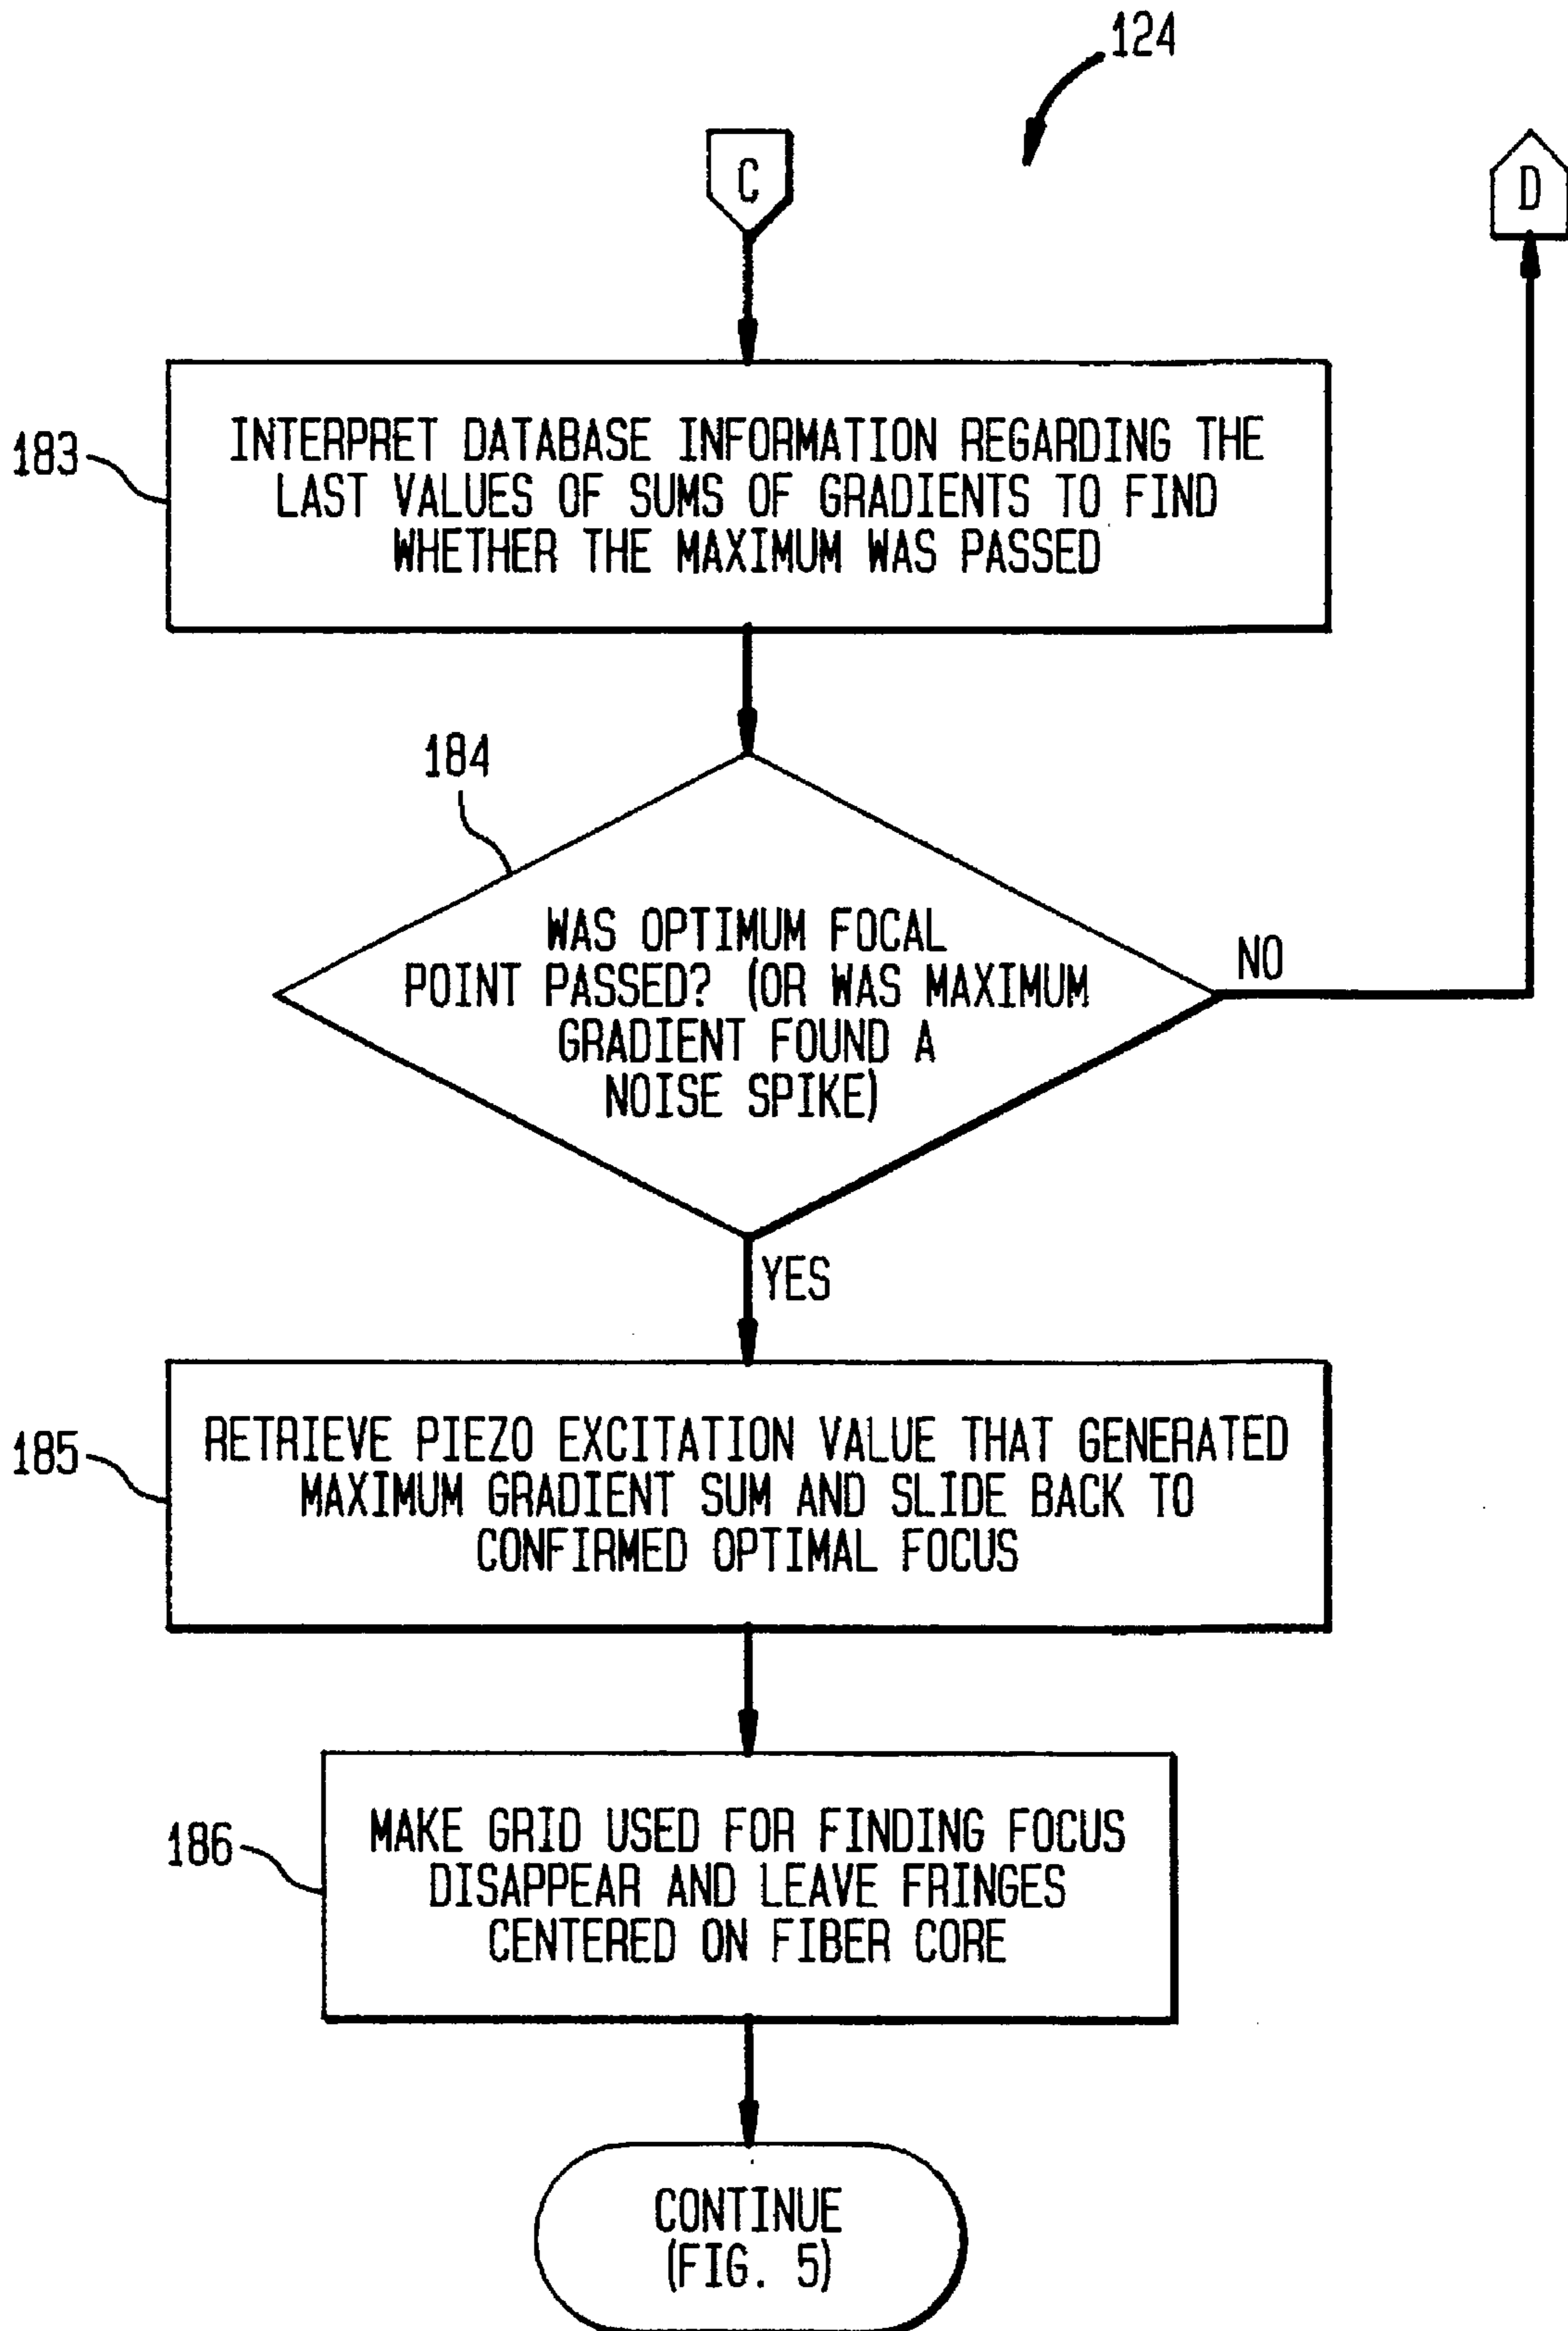 124
C
D
183
INTERPRET DATABASE INFORMATION REGARDING THE
LAST VALUES OF SUMS OF GRADIENTS TO FIND
WHETHER THE MAXIMUM WAS PASSED
184
WAS OPTIMUM FOCAL
POINT PASSED? (OR WAS MAXIMUM
GRADIENT FOUND A
NOISE SPIKE)
NO
YES
185
RETRIEVE PIEZO EXCITATION VALUE THAT GENERATED
MAXIMUM GRADIENT SUM AND SLIDE BACK TO
CONFIRMED OPTIMAL FOCUS
186
MAKE GRID USED FOR FINDING FOCUS
DISAPPEAR AND LEAVE FRINGES
CENTERED ON FIBER CORE
CONTINUE
(FIG. 5)